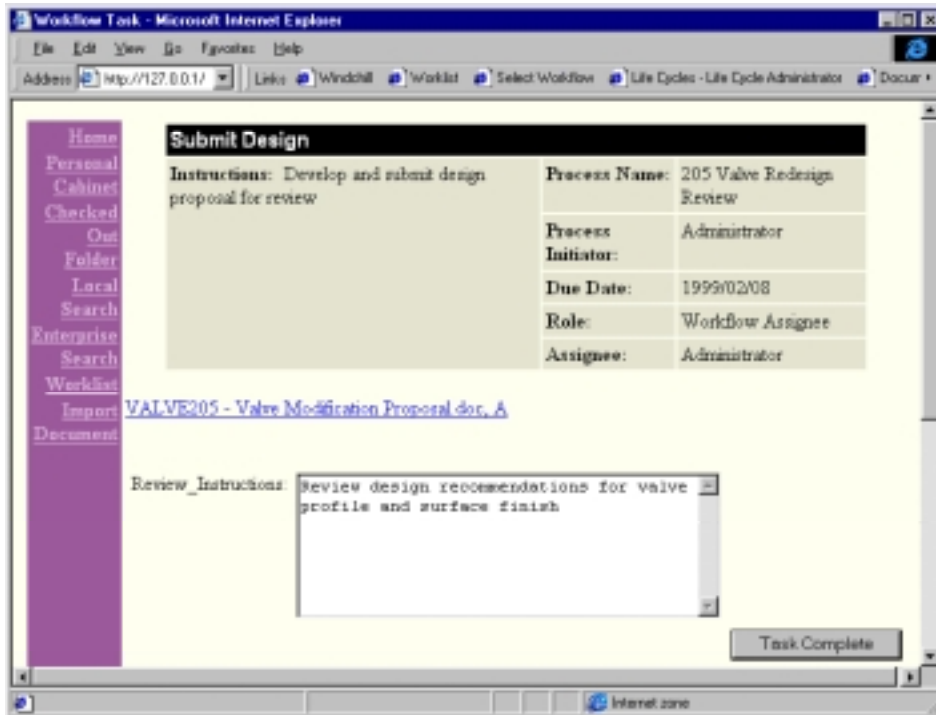 Workflow Task - Microsoft Internet Explorer
File Edit View Go Favorites Help
Address http://127.0.0.1/ Links Windchill Worklist Select Workflow Life Cycles - Life Cycle Administrator Docum
Home
Personal
Cabinet
Checked
Out
Folder
Local
Search
Enterprise
Search
Worklist
Import
Document
Submit Design
Instructions: Develop and submit design
proposal for review
Process Name: 205 Valve Redesign
Review
Process
Initiator:
Administrator
Due Date: 1999/02/08
Role: Workflow Assignee
Assignee: Administrator
VALVE205 - Valve Modification Proposal.doc, A
Review_Instructions:
Review design recommendations for valve
profile and surface finish
Task Complete
Internet zone